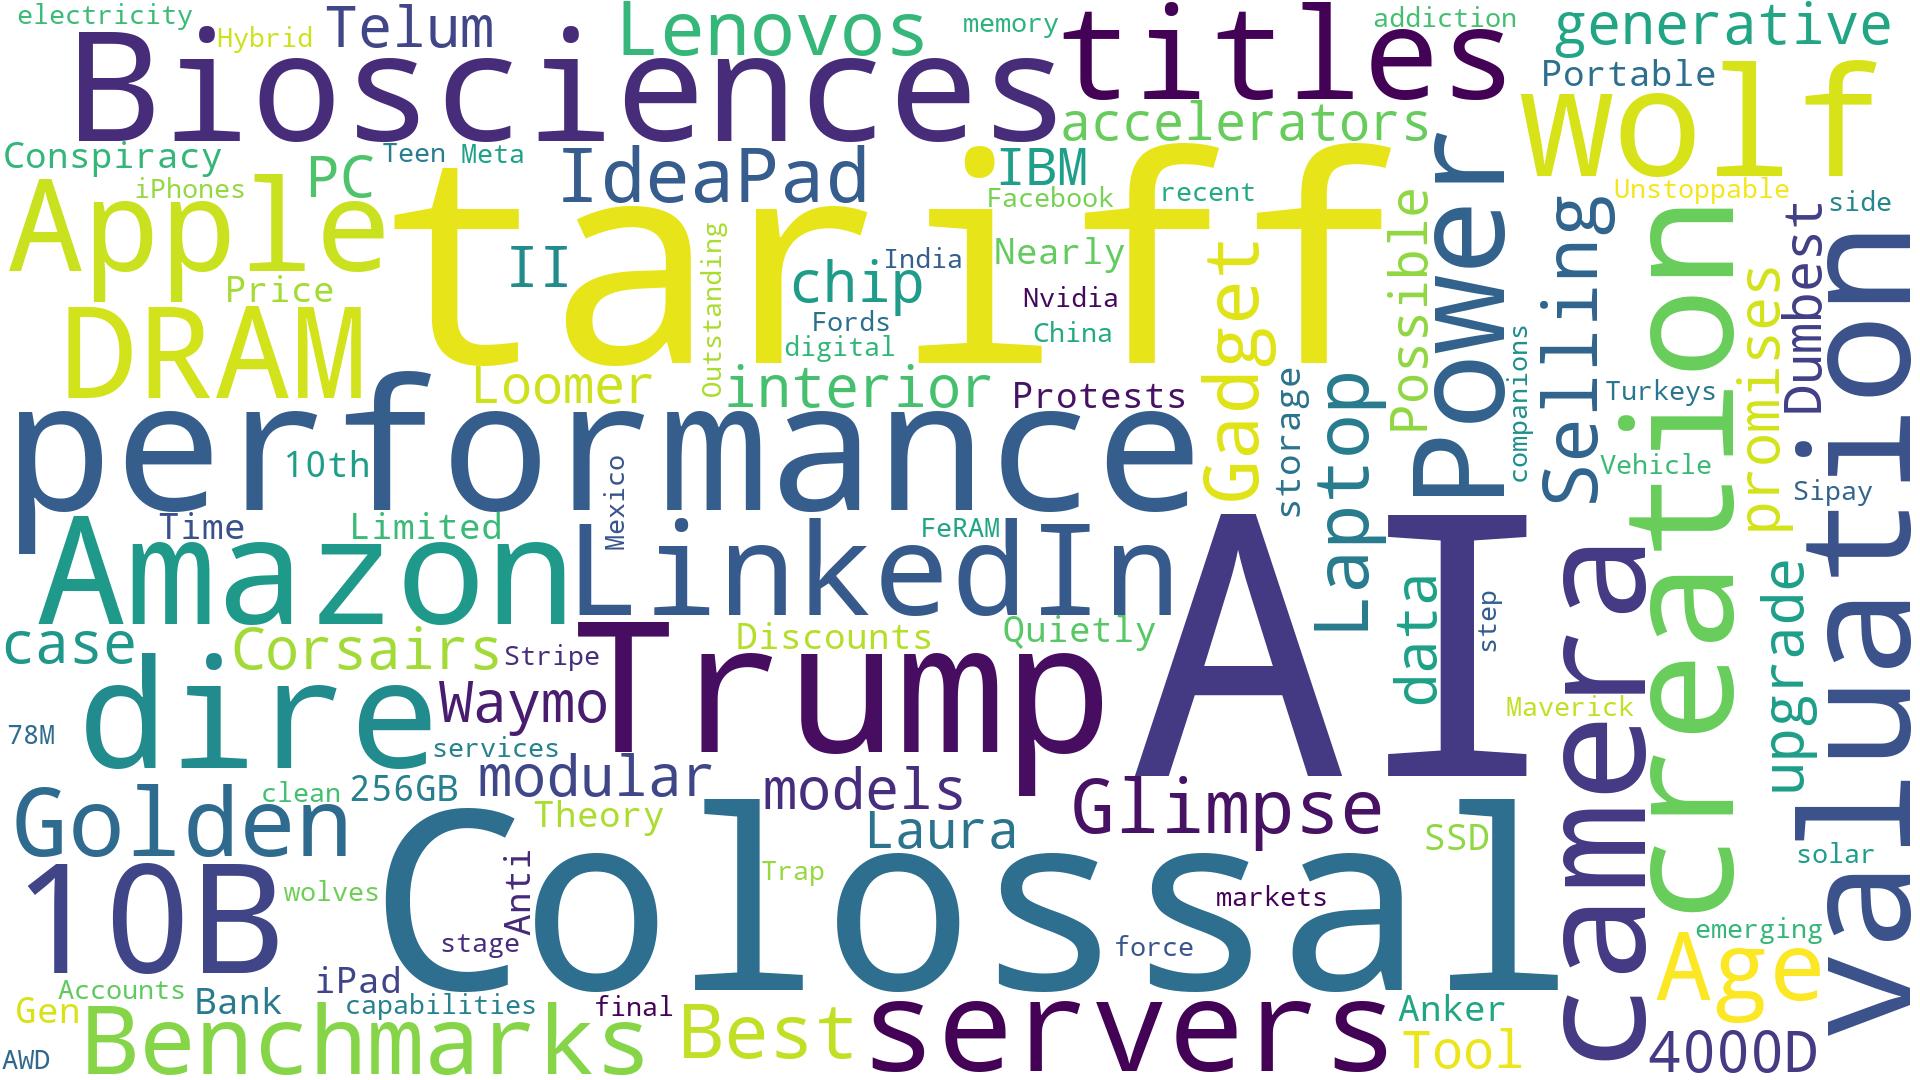 electricity
Hybrid
Telum
Lenovos
memory
titles
addiction
generative
Biosciences
Portable
wolf
accelerators
Conspiracy
PC
Teen
Meta
IdeaPad
IBM
Power
Apple
iPhones
tariff
Facebook
recent
Possible
Selling
Unstoppable
side
creation
Dumbest
valuation
Price
II
Outstanding
chip
India
Nearly
Gadget
promises
DRAM
Nvidia
Fords
digital
China
Loomer
interior
Protests
storage
Laptop
companions
Turkeys
performance
10th
Mexico
Vehicle
Sipay
Time
Limited
Amazon
LinkedIn
FeRAM
AI
camera
case
Corsairs
Stripe
Trump
Discounts
Quietly
data
step
upgrade
dire
Waymo
Maverick
78M
services
modular
models
Glimpse
Golden
clean
256GB
Theory
Laura
SSD
solar
10B
wolves
Anti
Colossal
Trap
markets
stage
force
emerging
Age
iPad
Accounts
Gen
Bank
capabilities
final
Benchmarks
Best
servers
Anker
Tool
4000D
AWD